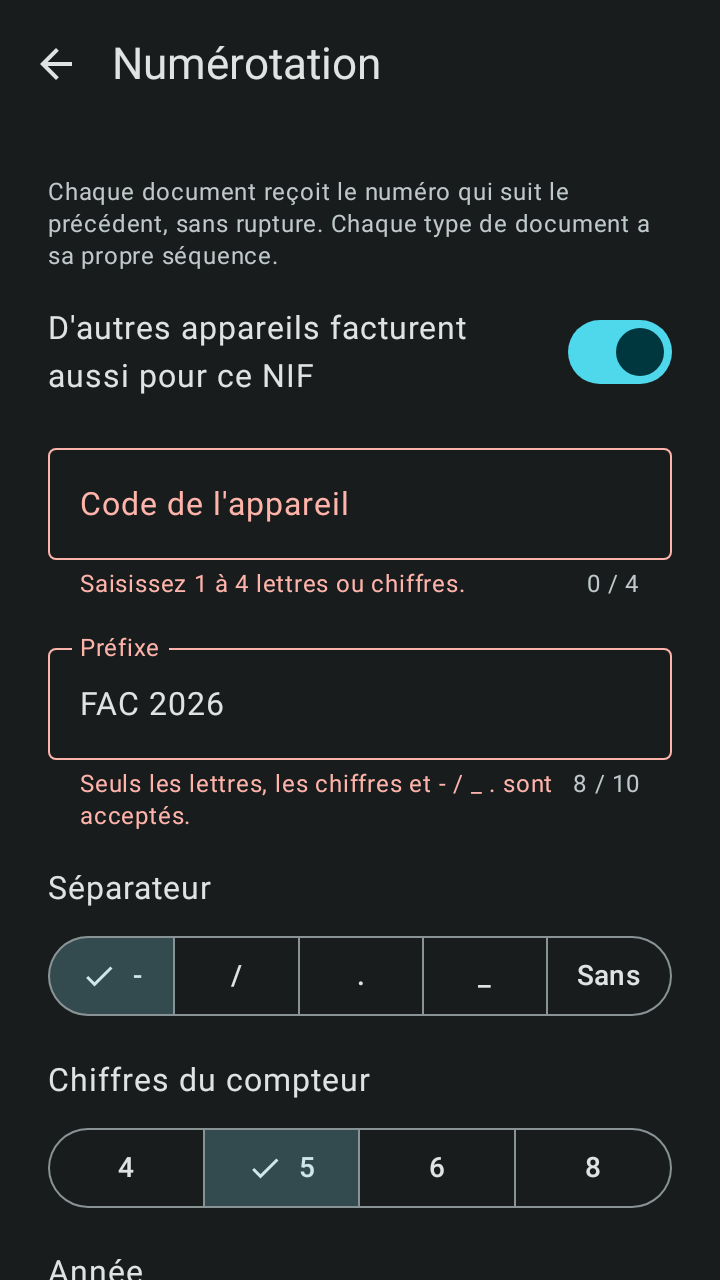 Numérotation
Chaque document reçoit le numéro qui suit le
précédent, sans rupture. Chaque type de document a
sa propre séquence.
D'autres appareils facturent
aussi pour ce NIF
Code de l'appareil
Saisissez 1 à 4 lettres ou chiffres. 0 / 4
Préfixe
FAC 2026
Seuls les lettres, les chiffres et - / _ . sont 8 / 10
acceptés.
Séparateur
- / . _ Sans
Chiffres du compteur
4 5 6 8
Année